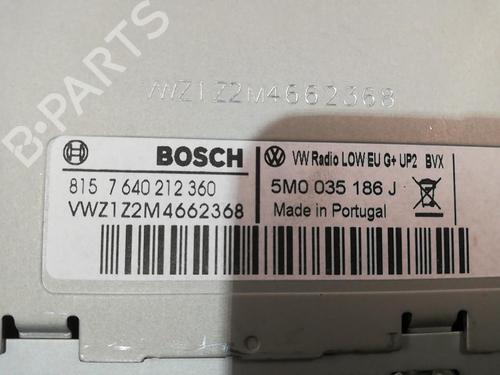 B-PARTS
VWZ1Z2M4662368
BOSCH
VW Radio LOW EU G+ UP2 BVX
815 7 640 212 360
5M0 035 186 J
VWZ1Z2M4662368
Made in Portugal